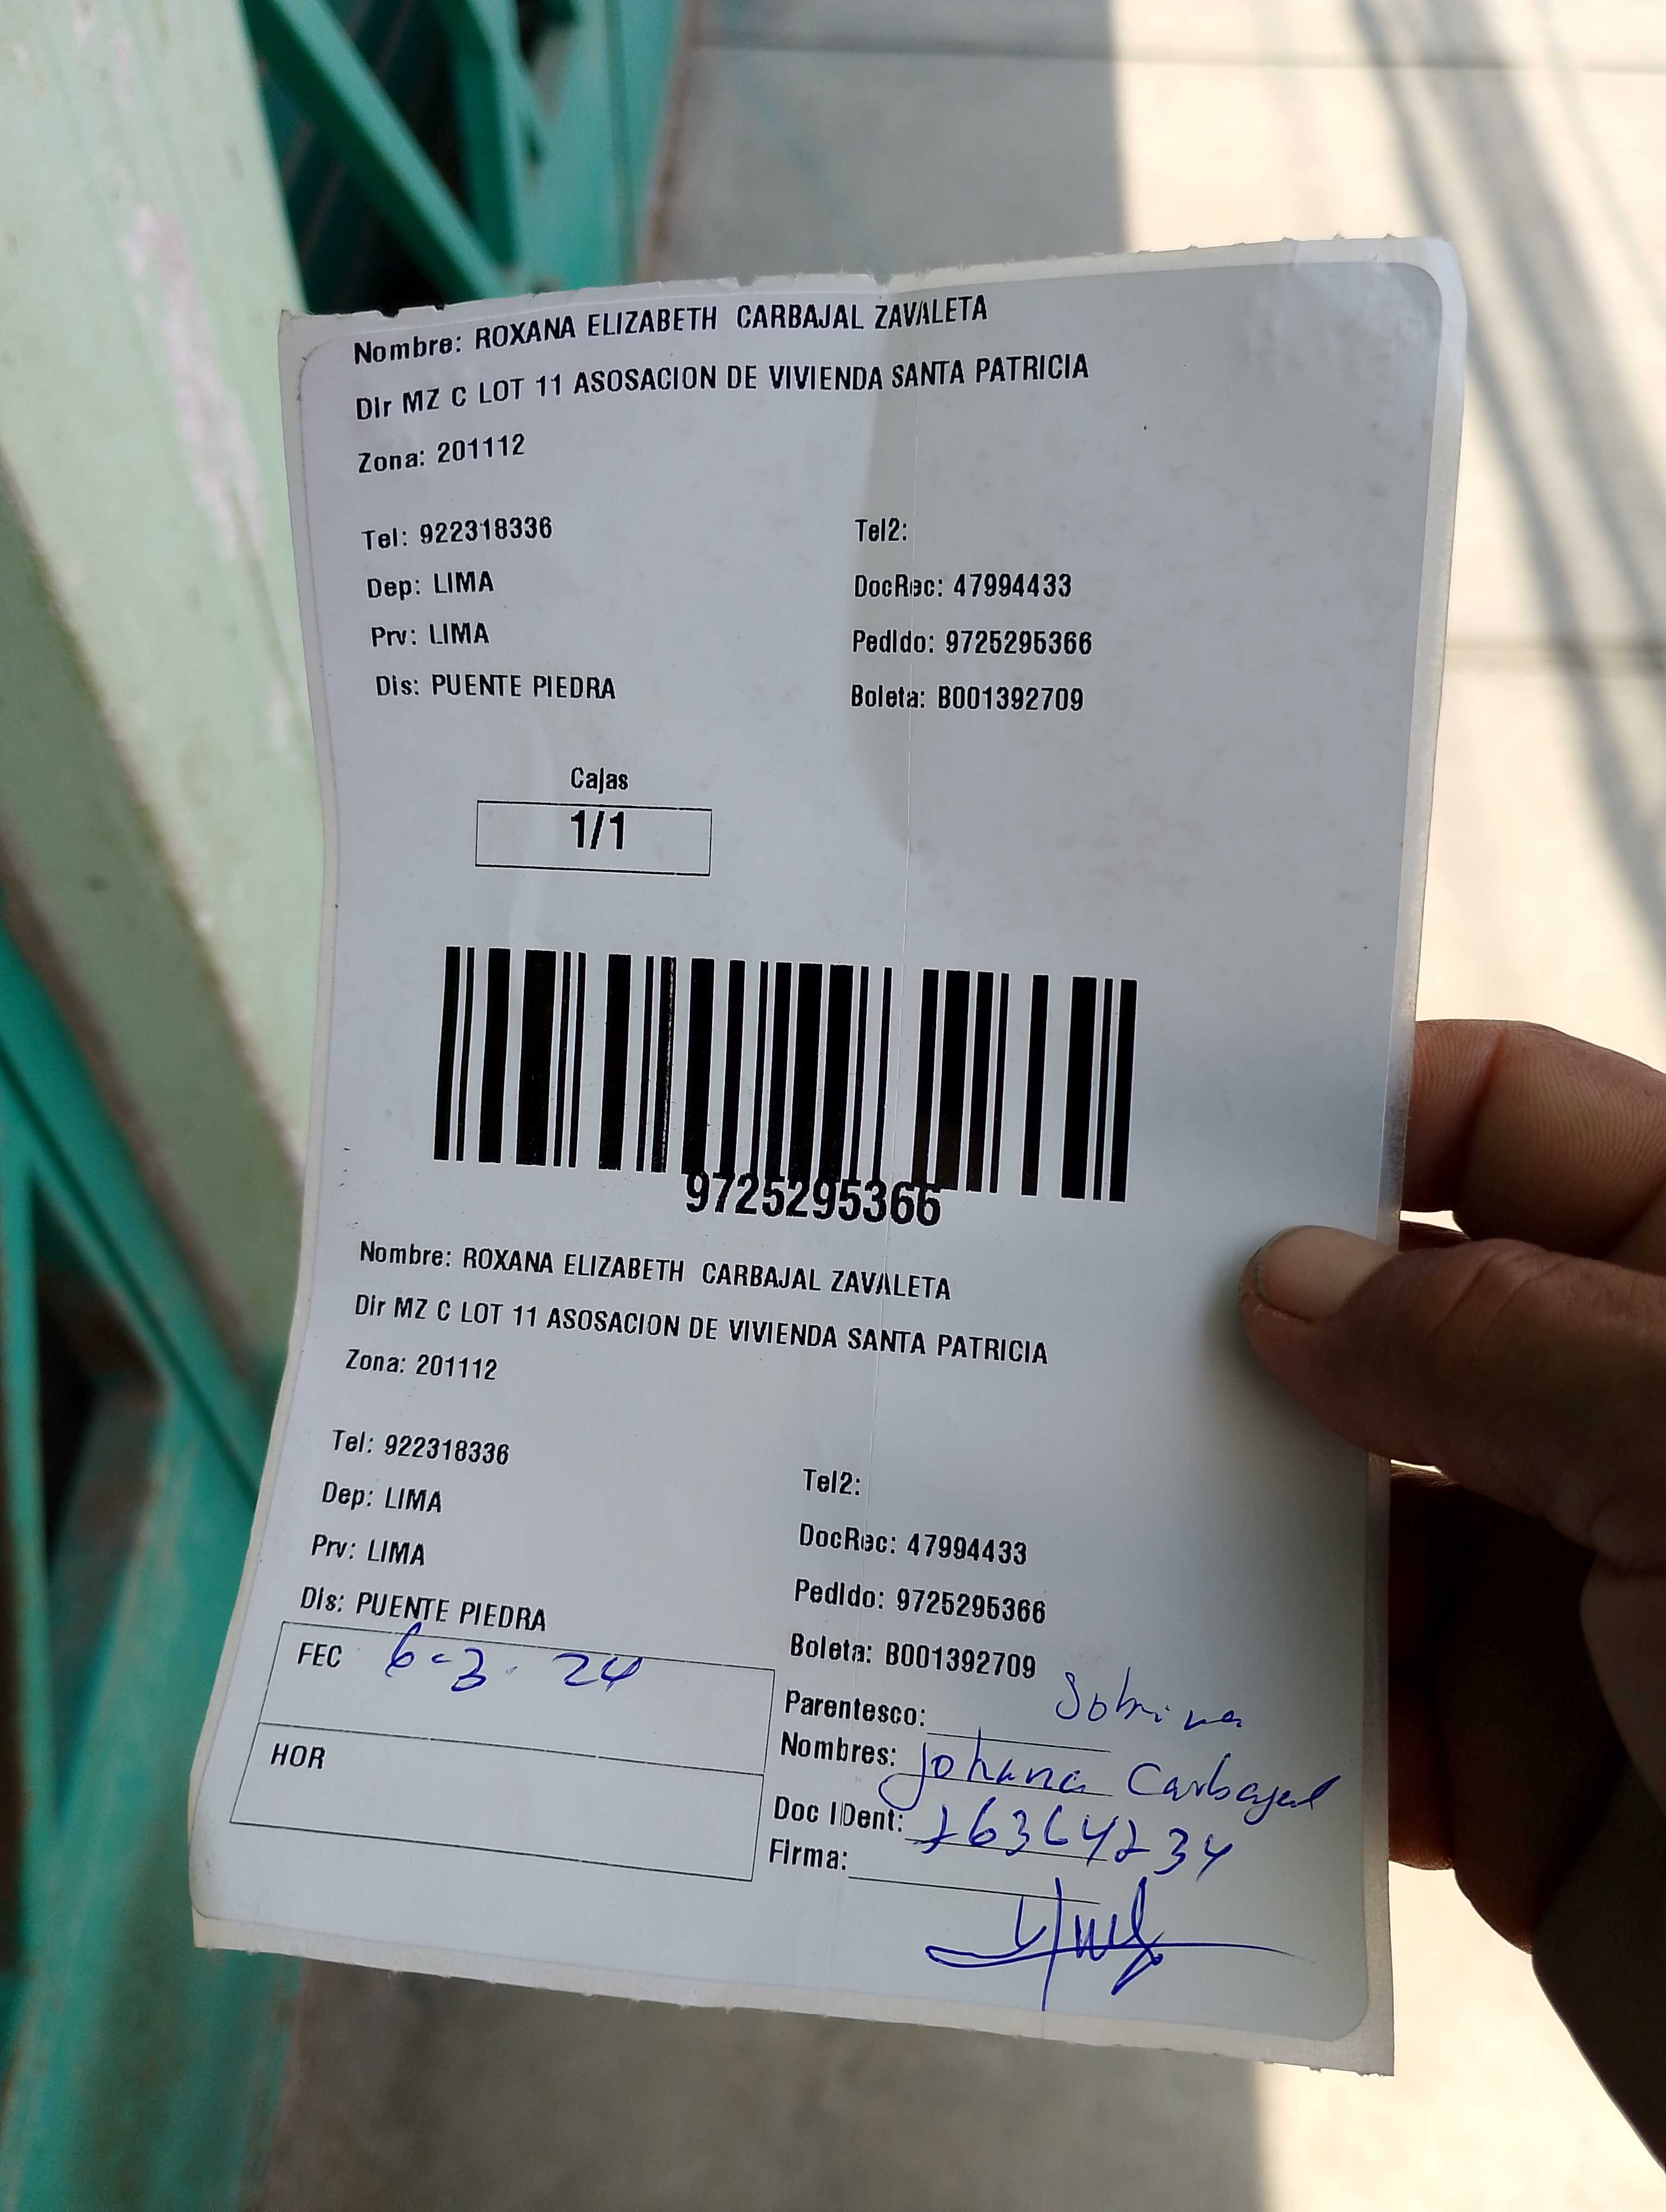 Nombre: ROXANA ELIZABETH CARBAJAL ZAVALETA
Dir MZ C LOT 11 ASOSACION DE VIVIENDA SANTA PATRICIA
Zona: 201112
Tel: 922318336
Tel2:
Dep: LIMA
DocRec: 47994433
Prv: LIMA
Pedido: 9725295366
Dis: PUENTE PIEDRA
Boleta: B001392709
Cajas
1/1
9725295366
Nombre: ROXANA ELIZABETH CARBAJAL ZAVALETA
Dir MZ C LOT 11 ASOSACION DE VIVIENDA SANTA PATRICIA
Zona: 201112
Tel: 922318336
Tel2:
Dep: LIMA
DocRec: 47994433
Prv: LIMA
Pedido: 9725295366
Dis: PUENTE PIEDRA
Boleta: B001392709
FEC 6-3-24
HOR
Parentesco: Sobrina
Nombres: Johana Carbajal
Doc IDent:
Firma: